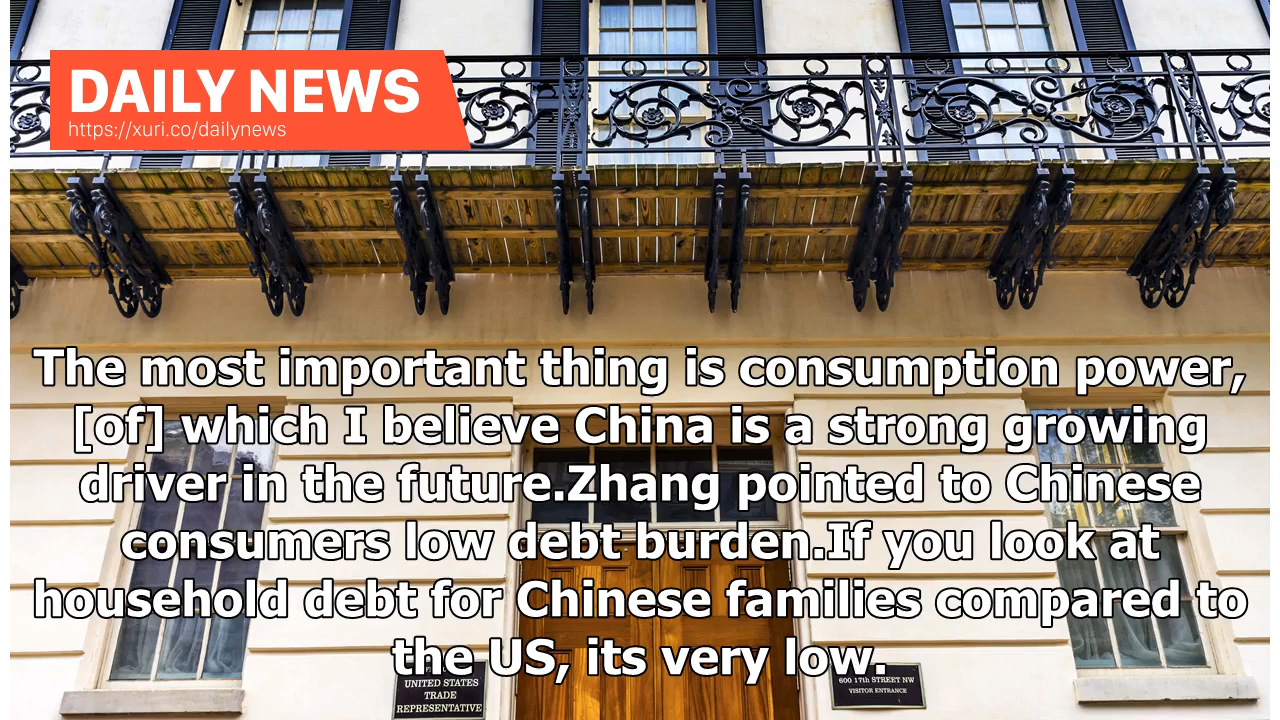 DAILY NEWS
https://xuri.co/dailynews
The most important thing is consumption power,
[of] which I believe China is a strong growing
driver in the future.Zhang pointed to Chinese
consumers low debt burden.If you look at
household debt for Chinese families compared to
the US, its very low.
UNITED STATES
TRADE
REPRESENTATIVE
600 17th STREET NW
VISITOR ENTRANCE